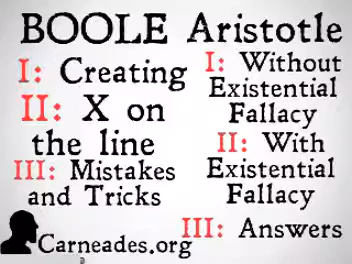 BOOLE
I: Creating
II: X on
the line
III: Mistakes
and Tricks
Aristotle
I: Without
Existential
Fallacy
II: With
Existential
Fallacy
III: Answers
Carneades.org